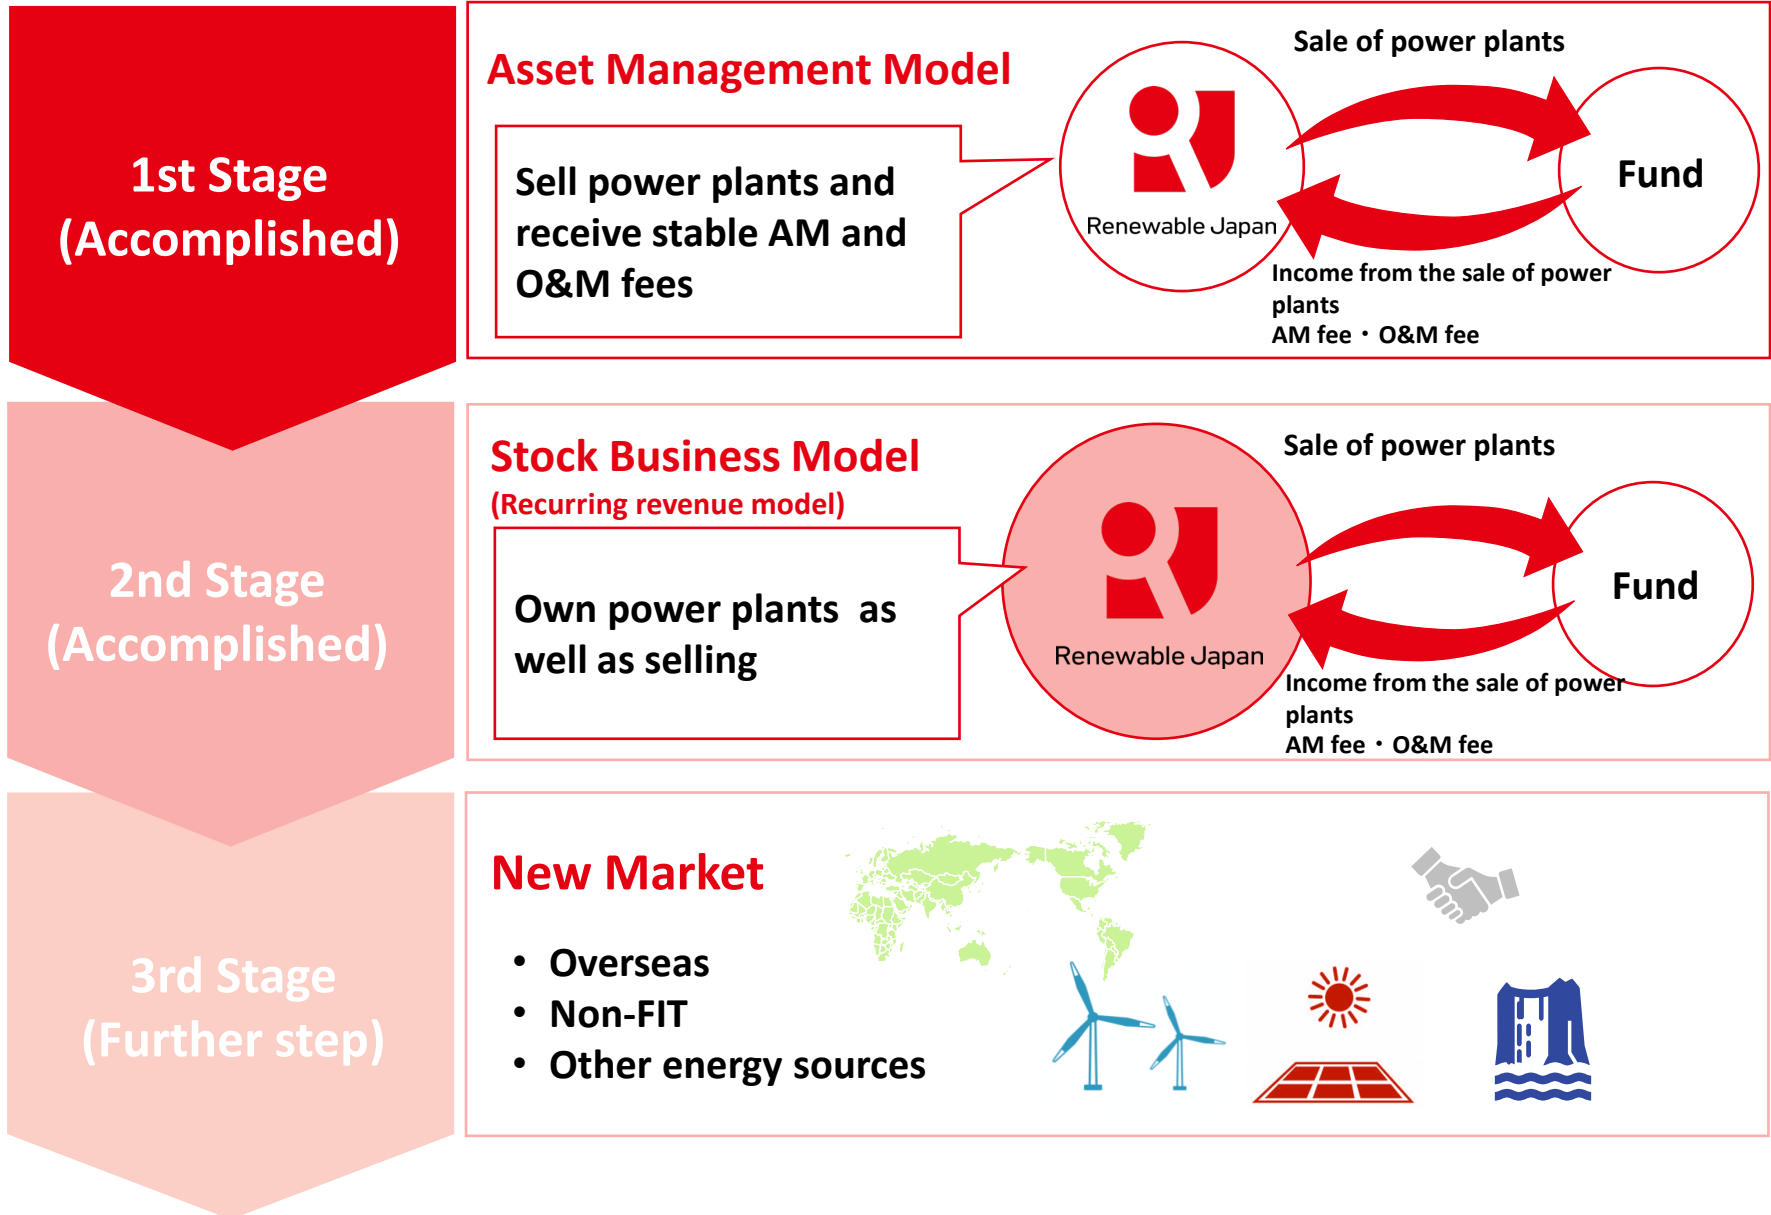 1st Stage
(Accomplished)
Asset Management Model
Sell power plants and
receive stable AM and
O&M fees
Renewable Japan
Sale of power plants
Fund
Income from the sale of power
plants
AM fee・O&M fee
2nd Stage
(Accomplished)
Stock Business Model
(Recurring revenue model)
Own power plants as
well as selling
Renewable Japan
Sale of power plants
Fund
Income from the sale of power
plants
AM fee・O&M fee
3rd Stage
(Further step)
New Market
• Overseas
• Non-FIT
• Other energy sources